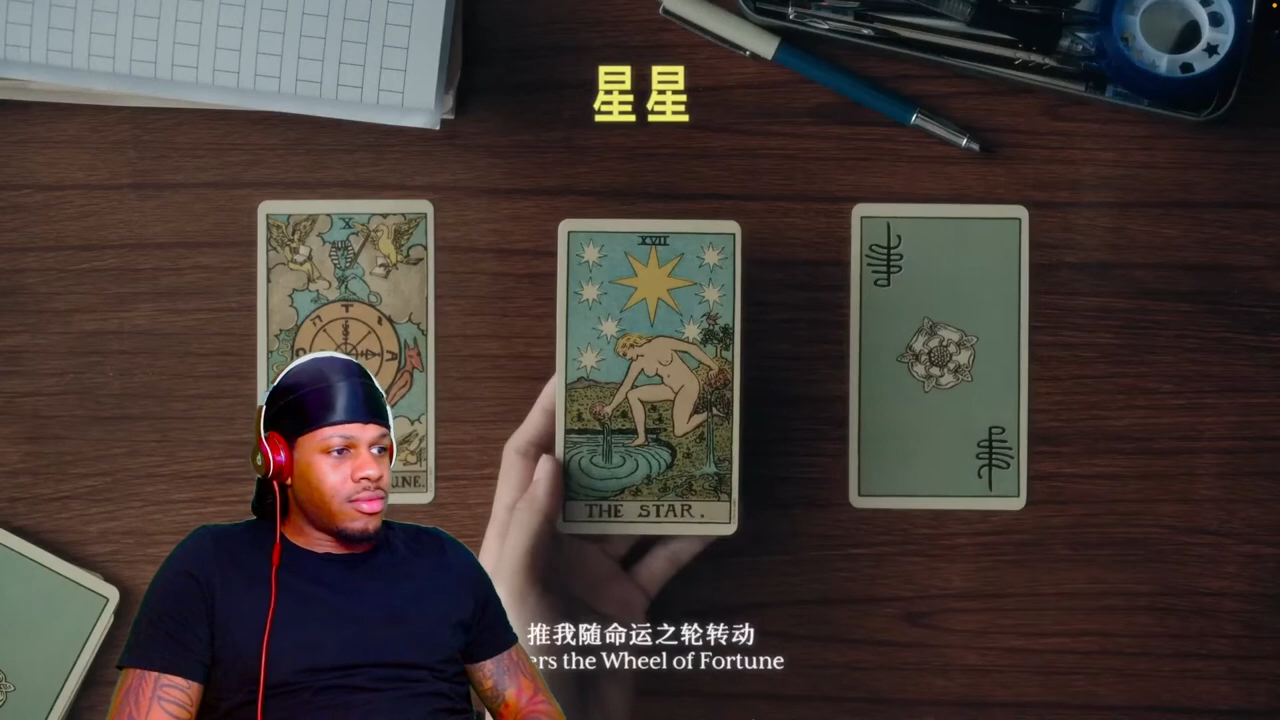 星星
X
XVII
UNE.
THE STAR.
推我随命运之轮转动
ers the Wheel of Fortune